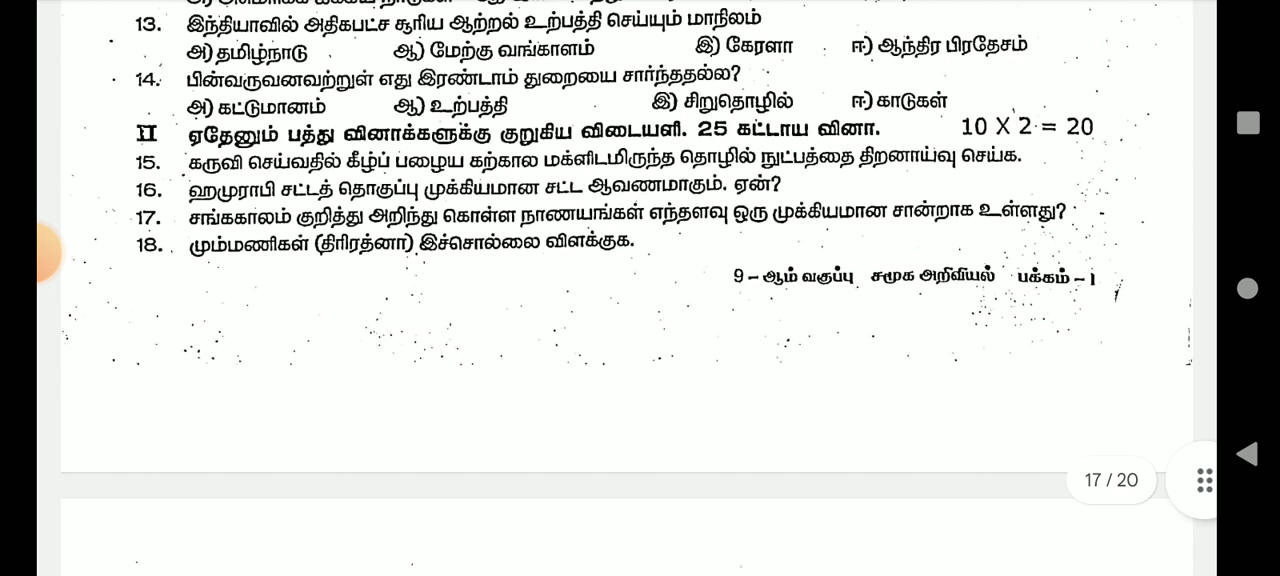 13. இந்தியாவில் அதிகபட்ச சூரிய ஆற்றல் உற்பத்தி செய்யும் மாநிலம்
அ) தமிழ்நாடு ஆ) மேற்கு வங்காளம் இ) கேரளா ஈ) ஆந்திர பிரதேசம்
14. பின்வருவனவற்றுள் எது இரண்டாம் துறையை சார்ந்ததல்ல?
அ) கட்டுமானம் ஆ) உற்பத்தி இ) சிறுதொழில் ஈ) காடுகள்
II ஏதேனும் பத்து வினாக்களுக்கு குறுகிய விடையளி. 25 கட்டாய வினா. 10 X 2 = 20
15. கருவி செய்வதில் கீழ்ப் பழைய கற்கால மக்ளிடமிருந்த தொழில் நுட்பத்தை திறனாய்வு செய்க.
16. ஹமுராபி சட்டத் தொகுப்பு முக்கியமான சட்ட ஆவணமாகும். ஏன்?
17. சங்ககாலம் குறித்து அறிந்து கொள்ள நாணயங்கள் எந்தளவு ஒரு முக்கியமான சான்றாக உள்ளது?
18. மும்மணிகள் (திரிரத்னா) இச்சொல்லை விளக்குக.
9 – ஆம் வகுப்பு சமூக அறிவியல் பக்கம் – 1
17 / 20